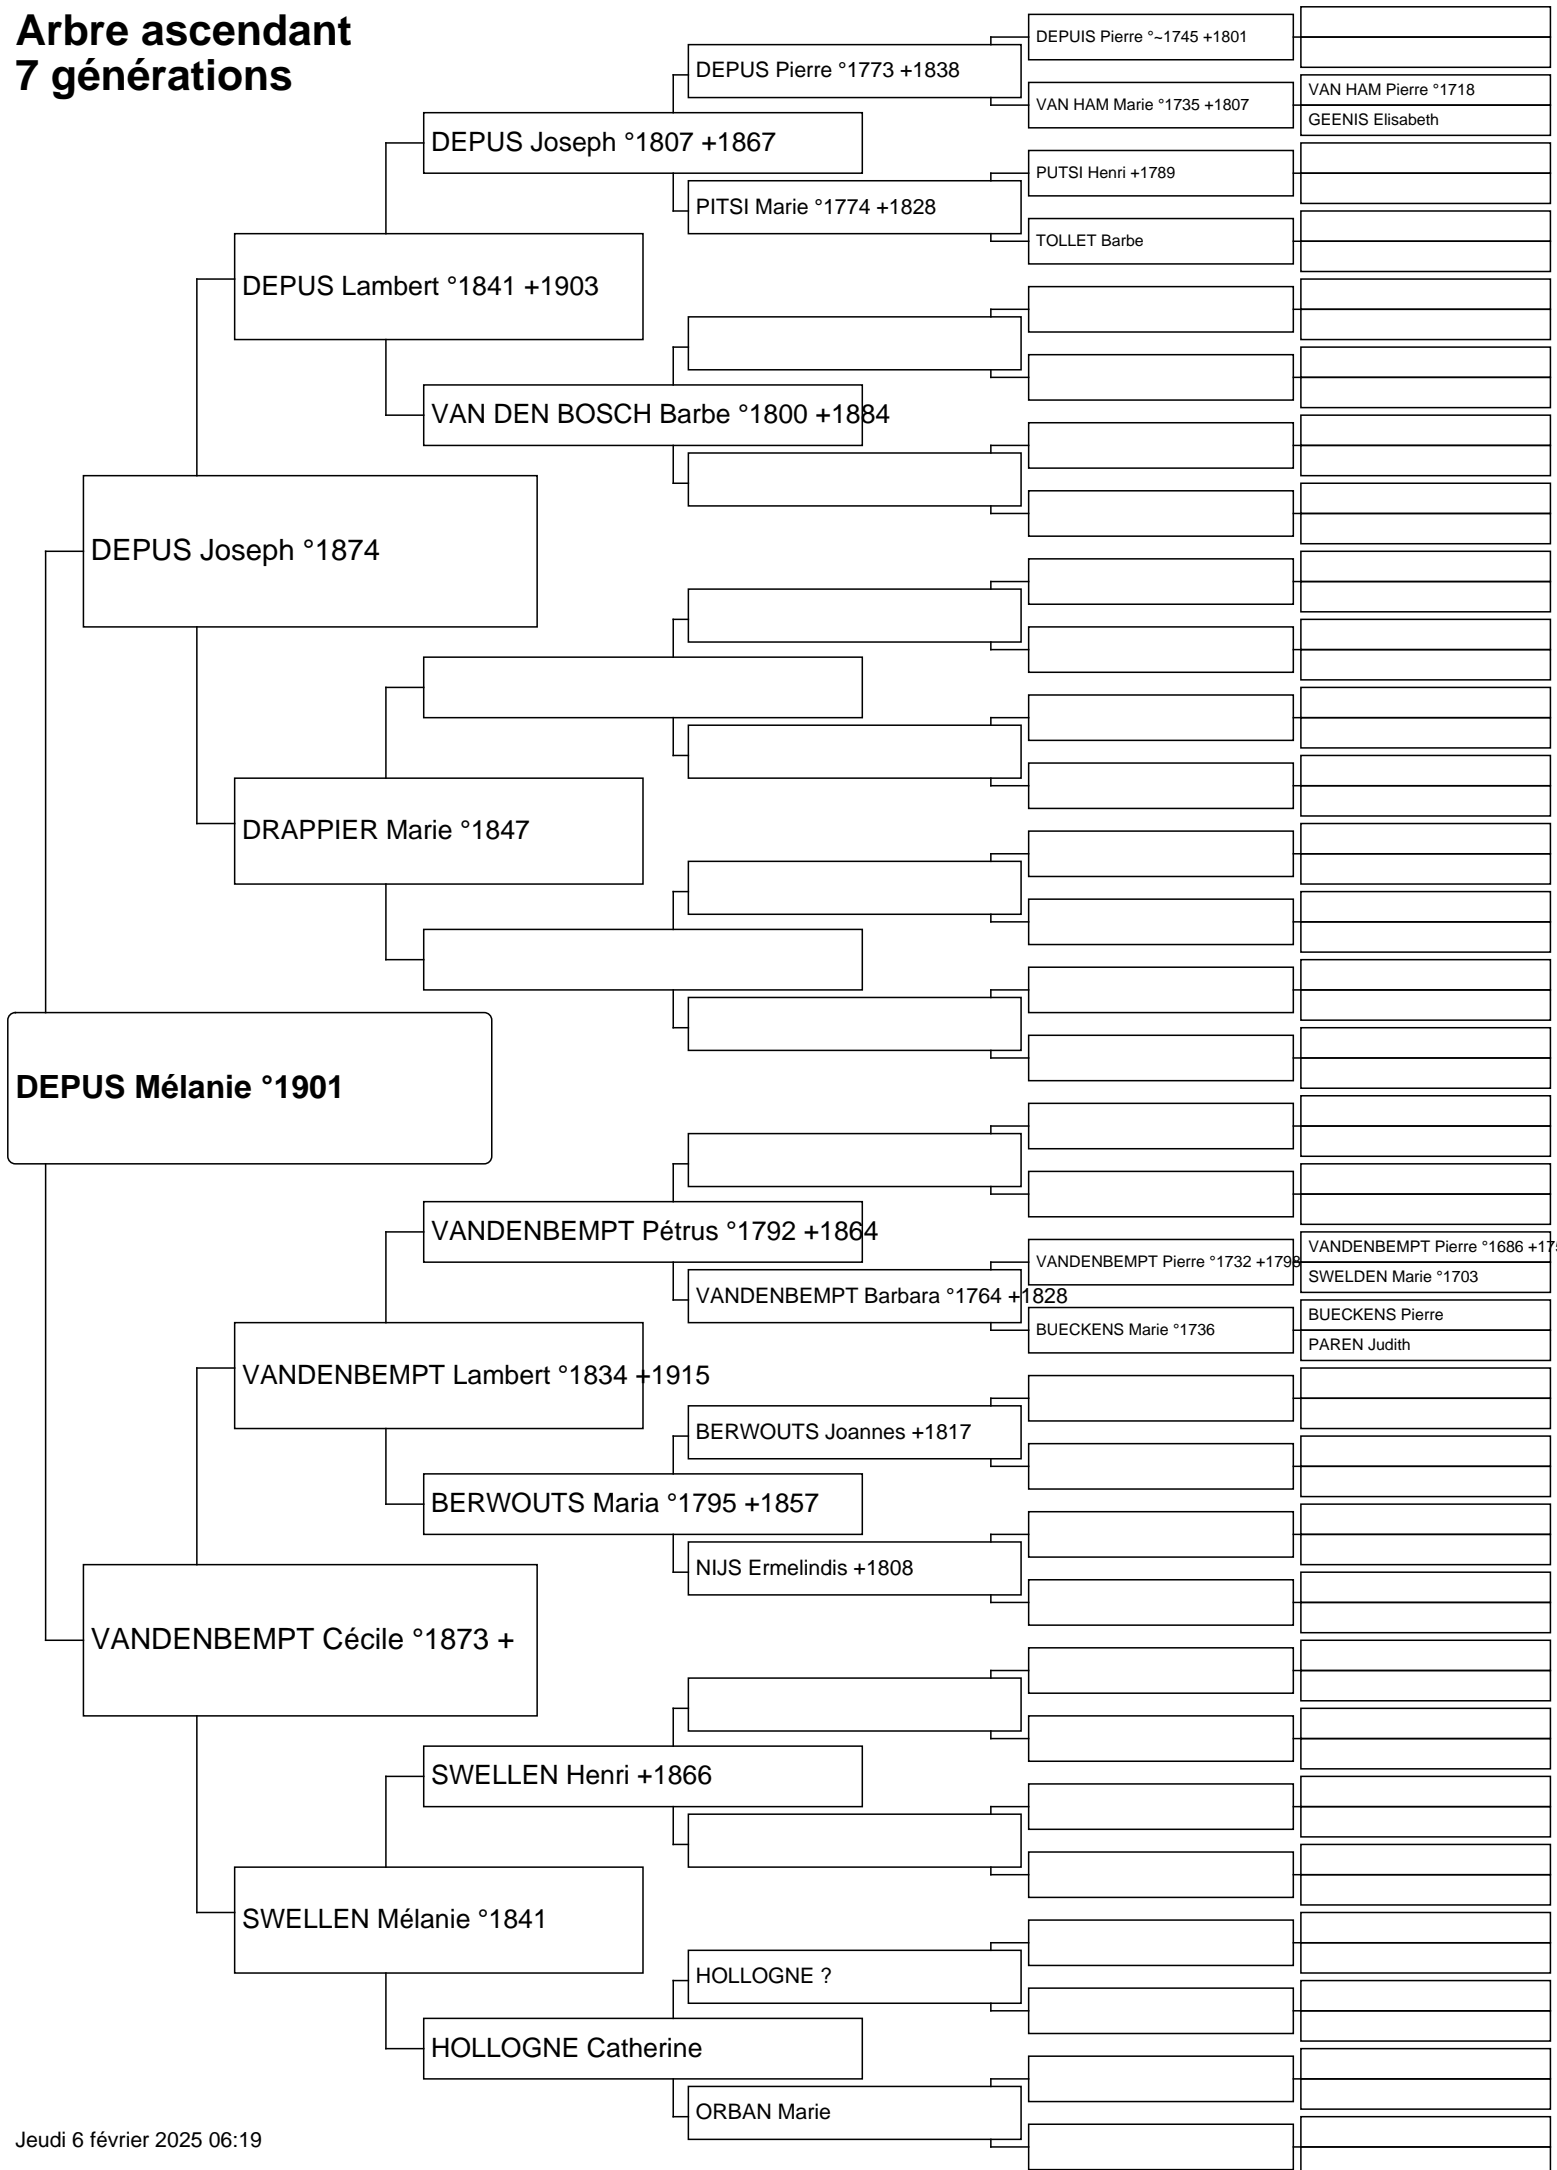 Arbre ascendant
7 générations
DEPUIS Pierre °~1745 +1801
DEPUS Pierre °1773 +1838
VAN HAM Pierre °1718
VAN HAM Marie °1735 +1807
GEENIS Elisabeth
DEPUS Joseph °1807 +1867
PUTSI Henri +1789
PITSI Marie °1774 +1828
TOLLET Barbe
DEPUS Lambert °1841 +1903
VAN DEN BOSCH Barbe °1800 +1884
DEPUS Joseph °1874
DRAPPIER Marie °1847
DEPUS Mélanie °1901
VANDENBEMPT Pétrus °1792 +1864
VANDENBEMPT Pierre °1686 +17
VANDENBEMPT Pierre °1732 +1798
SWELDEN Marie °1703
VANDENBEMPT Barbara °1764 +1828
BUECKENS Pierre
BUECKENS Marie °1736
PAREN Judith
VANDENBEMPT Lambert °1834 +1915
BERWOUTS Joannes +1817
BERWOUTS Maria °1795 +1857
NIJS Ermelindis +1808
VANDENBEMPT Cécile °1873 +
SWELLEN Henri +1866
SWELLEN Mélanie °1841
HOLLOGNE ?
HOLLOGNE Catherine
ORBAN Marie
Jeudi 6 février 2025 06:19